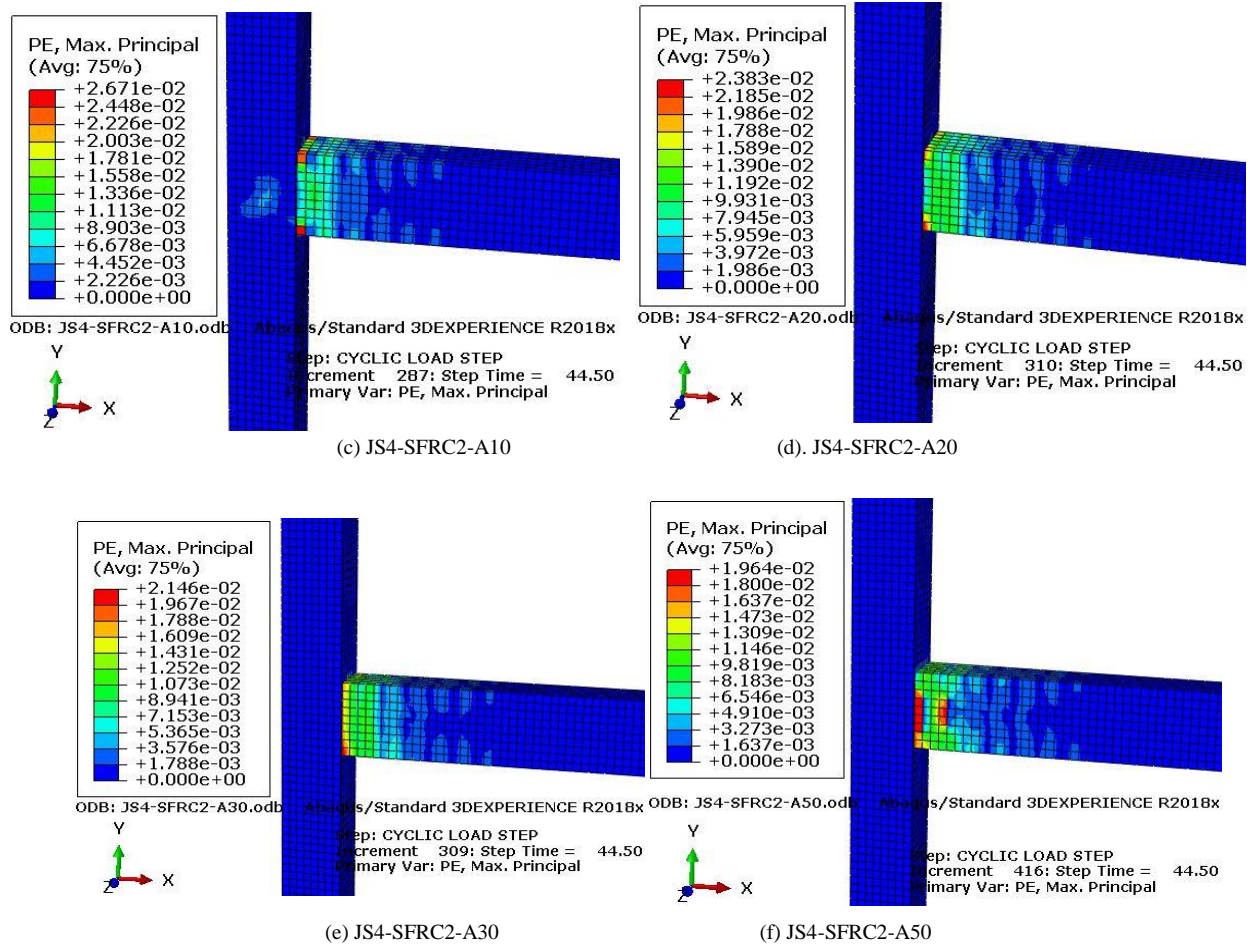 PE, Max. Principal
(Avg: 75%)
+2.671e-02
+2.448e-02
+2.226e-02
+2.003e-02
+1.781e-02
+1.558e-02
+1.336e-02
+1.113e-02
+8.903e-03
+6.678e-03
+4.452e-03
+2.226e-03
+0.000e+00
ODB: JS4-SFRC2-A10.odb Abaqus/Standard 3DEXPERIENCE R2018x
Step: CYCLIC LOAD STEP
Increment 287: Step Time = 44.50
Primary Var: PE, Max. Principal
Y
X
Z
(c) JS4-SFRC2-A10
PE, Max. Principal
(Avg: 75%)
+2.383e-02
+2.185e-02
+1.986e-02
+1.788e-02
+1.589e-02
+1.390e-02
+1.192e-02
+9.931e-03
+7.945e-03
+5.959e-03
+3.972e-03
+1.986e-03
+0.000e+00
ODB: JS4-SFRC2-A20.odb Abaqus/Standard 3DEXPERIENCE R2018x
Step: CYCLIC LOAD STEP
Increment 310: Step Time = 44.50
Primary Var: PE, Max. Principal
Y
X
Z
(d). JS4-SFRC2-A20
PE, Max. Principal
(Avg: 75%)
+2.146e-02
+1.967e-02
+1.788e-02
+1.609e-02
+1.431e-02
+1.252e-02
+1.073e-02
+8.941e-03
+7.153e-03
+5.365e-03
+3.576e-03
+1.788e-03
+0.000e+00
ODB: JS4-SFRC2-A30.odb Abaqus/Standard 3DEXPERIENCE R2018x
Step: CYCLIC LOAD STEP
Increment 309: Step Time = 44.50
Primary Var: PE, Max. Principal
Y
X
Z
(e) JS4-SFRC2-A30
PE, Max. Principal
(Avg: 75%)
+1.964e-02
+1.800e-02
+1.637e-02
+1.473e-02
+1.309e-02
+1.146e-02
+9.819e-03
+8.183e-03
+6.546e-03
+4.910e-03
+3.273e-03
+1.637e-03
+0.000e+00
ODB: JS4-SFRC2-A50.odb Abaqus/Standard 3DEXPERIENCE R2018x
Step: CYCLIC LOAD STEP
Increment 416: Step Time = 44.50
Primary Var: PE, Max. Principal
Y
X
Z
(f) JS4-SFRC2-A50